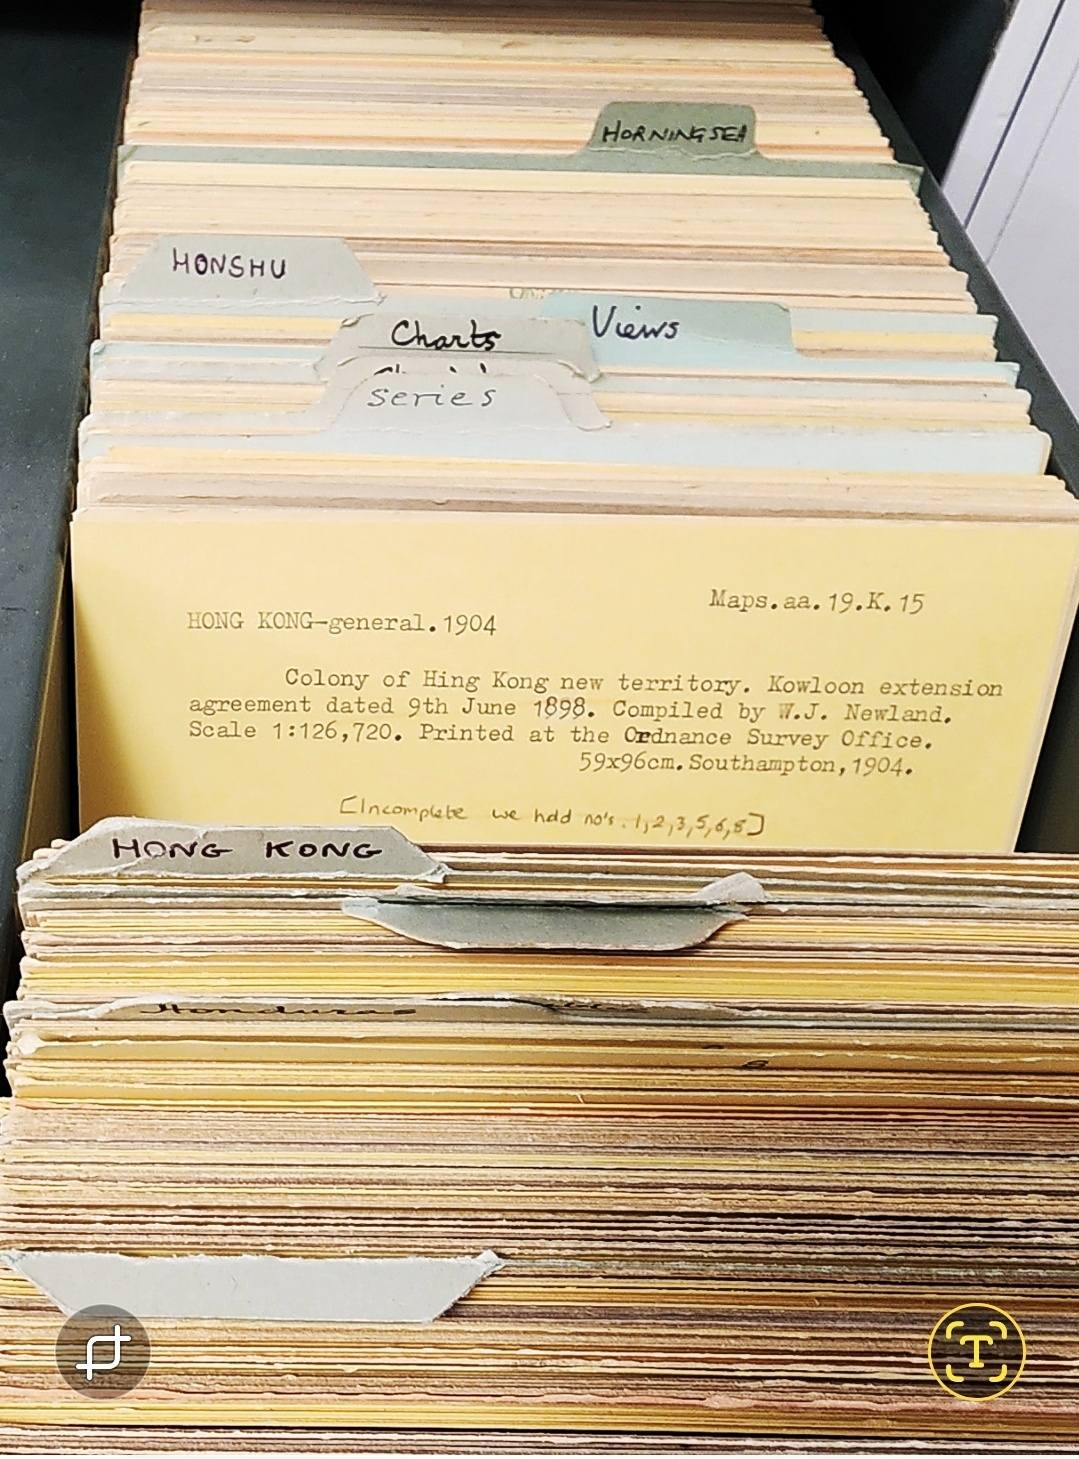 HORNINGSEA
HONSHU
Views
Charts
series
Maps.aa.19.K.15
HONG KONG-general.1904
Colony of Hing Kong new territory. Kowloon extension
agreement dated 9th June 1898. Compiled by W.J. Newland.
Scale 1:126,720. Printed at the Ordnance Survey Office.
59x96cm.Southampton,1904.
[Incomplete we hold no's. 1,2,3,5,6,8]
HONG KONG
Honduras